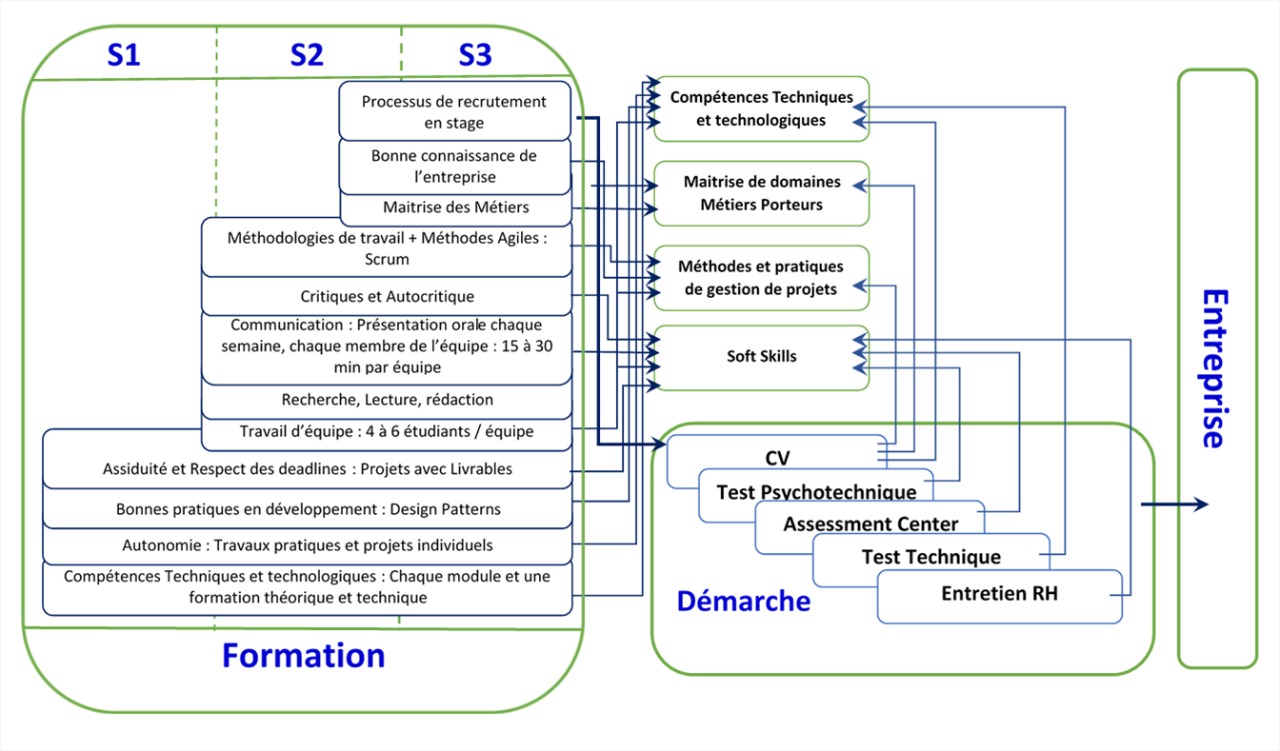 S1
S2
S3
Processus de recrutement
en stage
Bonne connaissance de
l’entreprise
Maitrise des Métiers
Méthodologies de travail + Méthodes Agiles :
Scrum
Critiques et Autocritique
Communication : Présentation orale chaque
semaine, chaque membre de l’équipe : 15 à 30
min par équipe
Recherche, Lecture, rédaction
Travail d’équipe : 4 à 6 étudiants / équipe
Assiduité et Respect des deadlines : Projets avec Livrables
Bonnes pratiques en développement : Design Patterns
Autonomie : Travaux pratiques et projets individuels
Compétences Techniques et technologiques : Chaque module et une
formation théorique et technique
Formation
Compétences Techniques
et technologiques
Maitrise de domaines
Métiers Porteurs
Méthodes et pratiques
de gestion de projets
Soft Skills
CV
Test Psychotechnique
Assessment Center
Test Technique
Entretien RH
Démarche
Entreprise